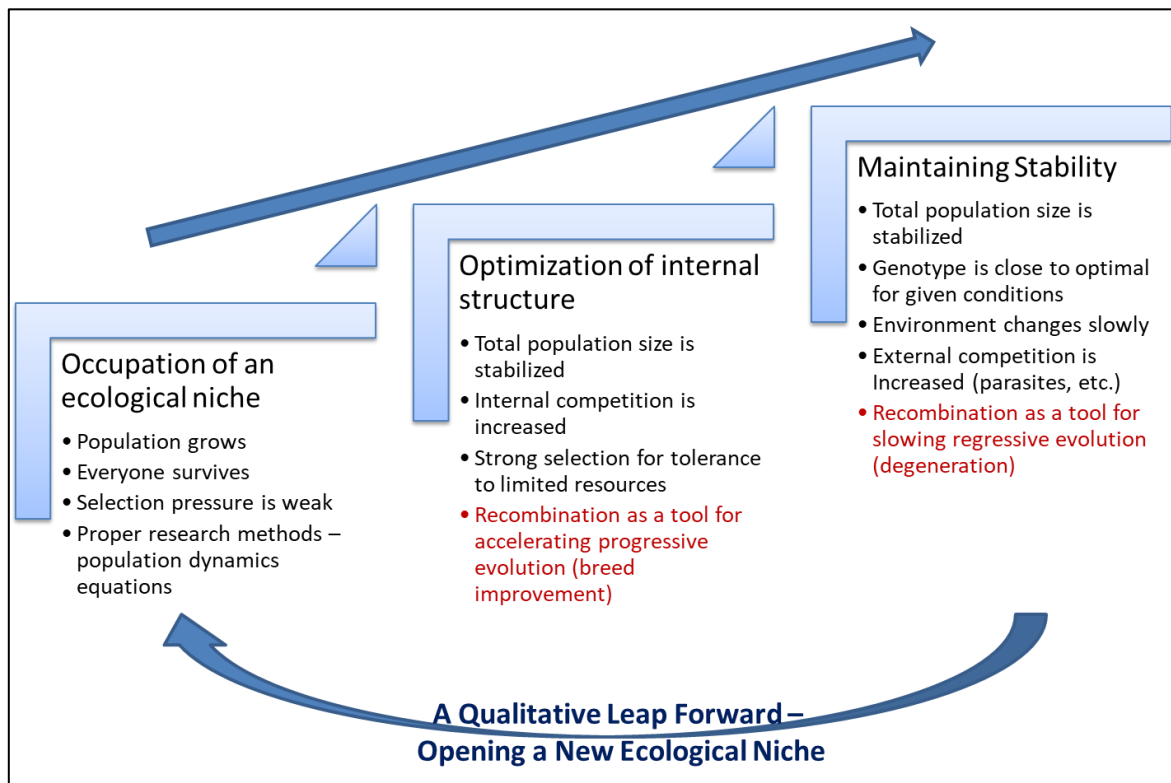 Occupation of an
ecological niche
• Population grows
• Everyone survives
• Selection pressure is weak
• Proper research methods –
population dynamics
equations
Optimization of internal
structure
• Total population size is
stabilized
• Internal competition is
increased
• Strong selection for tolerance
to limited resources
• Recombination as a tool for
accelerating progressive
evolution (breed
improvement)
Maintaining Stability
• Total population size is
stabilized
• Genotype is close to optimal
for given conditions
• Environment changes slowly
• External competition is
Increased (parasites, etc.)
• Recombination as a tool for
slowing regressive evolution
(degeneration)
A Qualitative Leap Forward –
Opening a New Ecological Niche